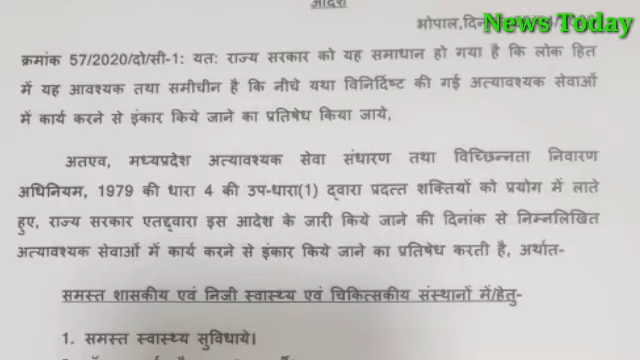 आदेश
भोपाल,
News Today
क्रमांक 57/2020/दो/सी-1: यतः राज्य सरकार को यह समाधान हो गया है कि लोक हित
में यह आवश्यक तथा समीचीन है कि नीचे यथा विनिर्दिष्ट की गई अत्यावश्यक सेवाओं
में कार्य करने से इंकार किये जाने का प्रतिषेध किया जाये,
अतएव, मध्यप्रदेश अत्यावश्यक सेवा संधारण तथा विच्छिन्नता निवारण
अधिनियम, 1979 की धारा 4 की उप-धारा(1) द्वारा प्रदत्त शक्तियों को प्रयोग में लाते
हुए, राज्य सरकार एतद्द्वारा इस आदेश के जारी किये जाने की दिनांक से निम्नलिखित
अत्यावश्यक सेवाओं में कार्य करने से इंकार किये जाने का प्रतिषेध करती है, अर्थात-
समस्त शासकीय एवं निजी स्वास्थ्य एवं चिकित्सकीय संस्थानों में/हेतु-
1. समस्त स्वास्थ्य सुविधाये।